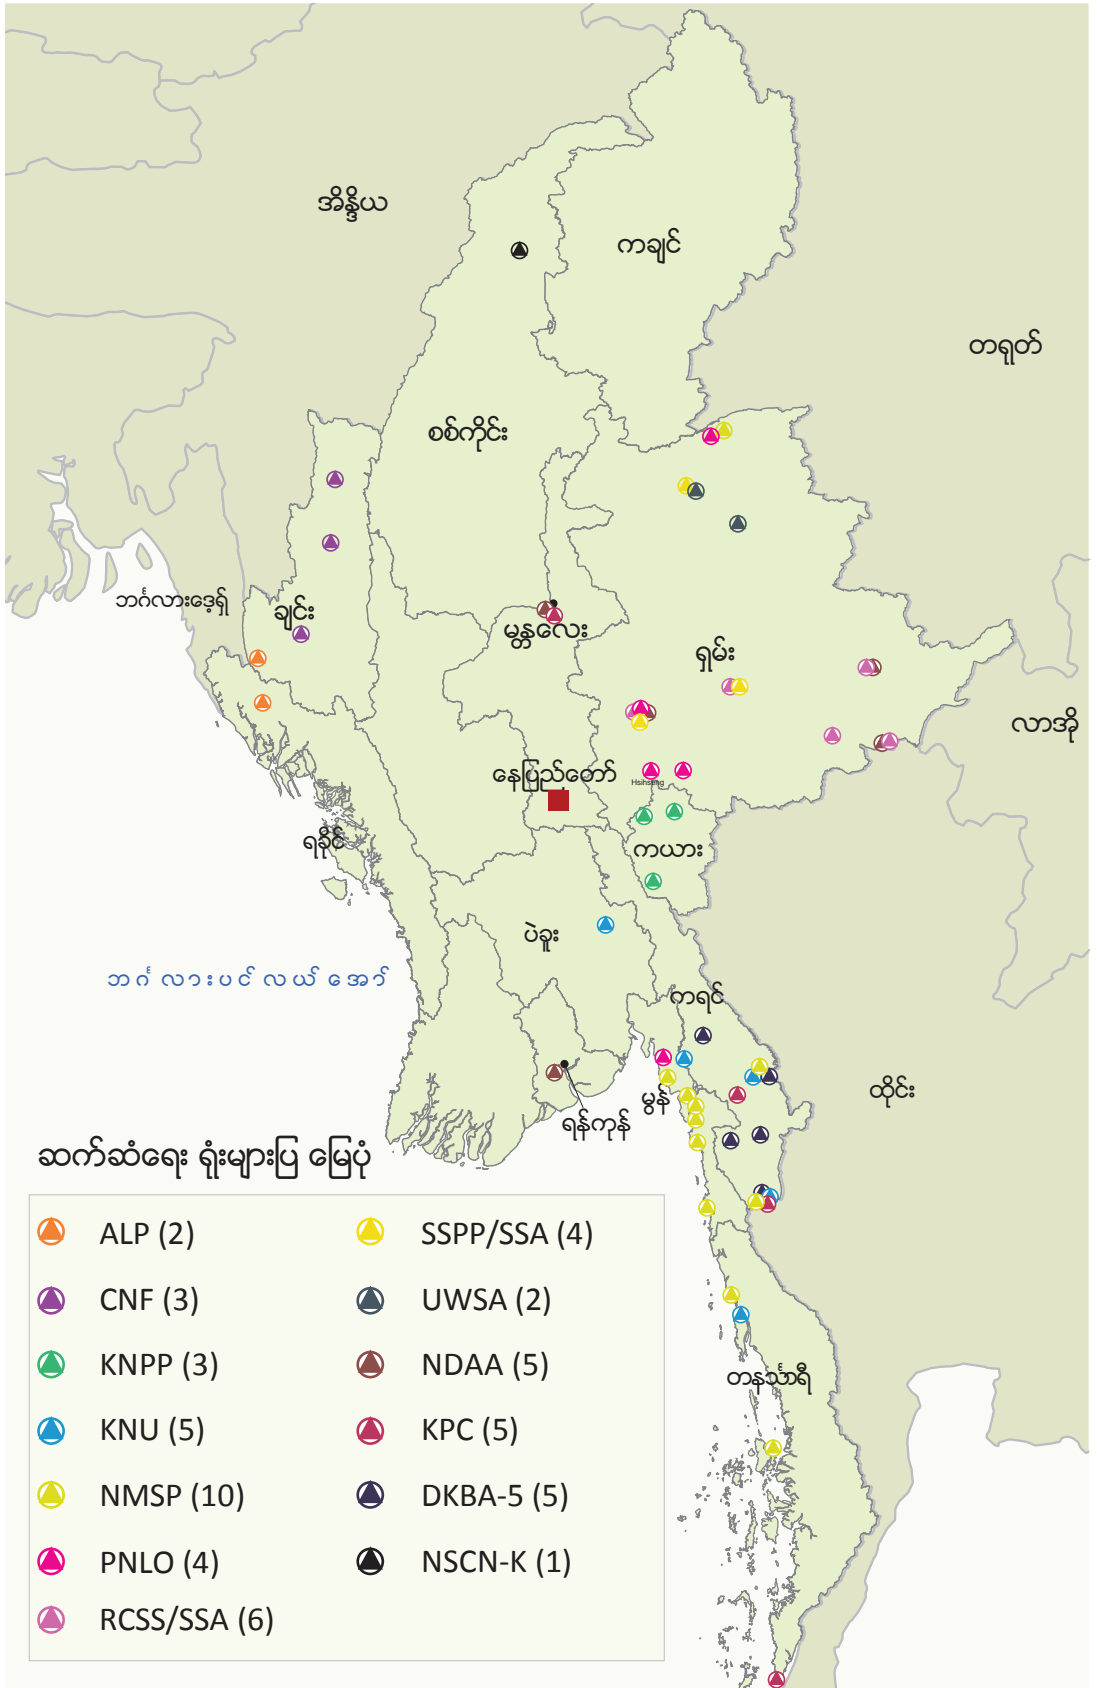 အိန္ဒိယ
ကချင်
တရုတ်
စစ်ကိုင်း
ဘင်္ဂလားဒေ့ရှ်
ချင်း
မန္တလေး
ရှမ်း
လာအို
နေပြည်တော်
Hsihseng
ရခိုင်
ကယား
ပဲခူး
ဘင်္ဂလားပင်လယ်အော်
ကရင်
ထိုင်း
မွန်
ရန်ကုန်
ဆက်ဆံရေး ရုံးများပြ မြေပုံ
ALP (2)
SSPP/SSA (4)
CNF (3)
UWSA (2)
KNPP (3)
NDAA (5)
တနင်္သာရီ
KNU (5)
KPC (5)
NMSP (10)
DKBA-5 (5)
PNLO (4)
NSCN-K (1)
RCSS/SSA (6)